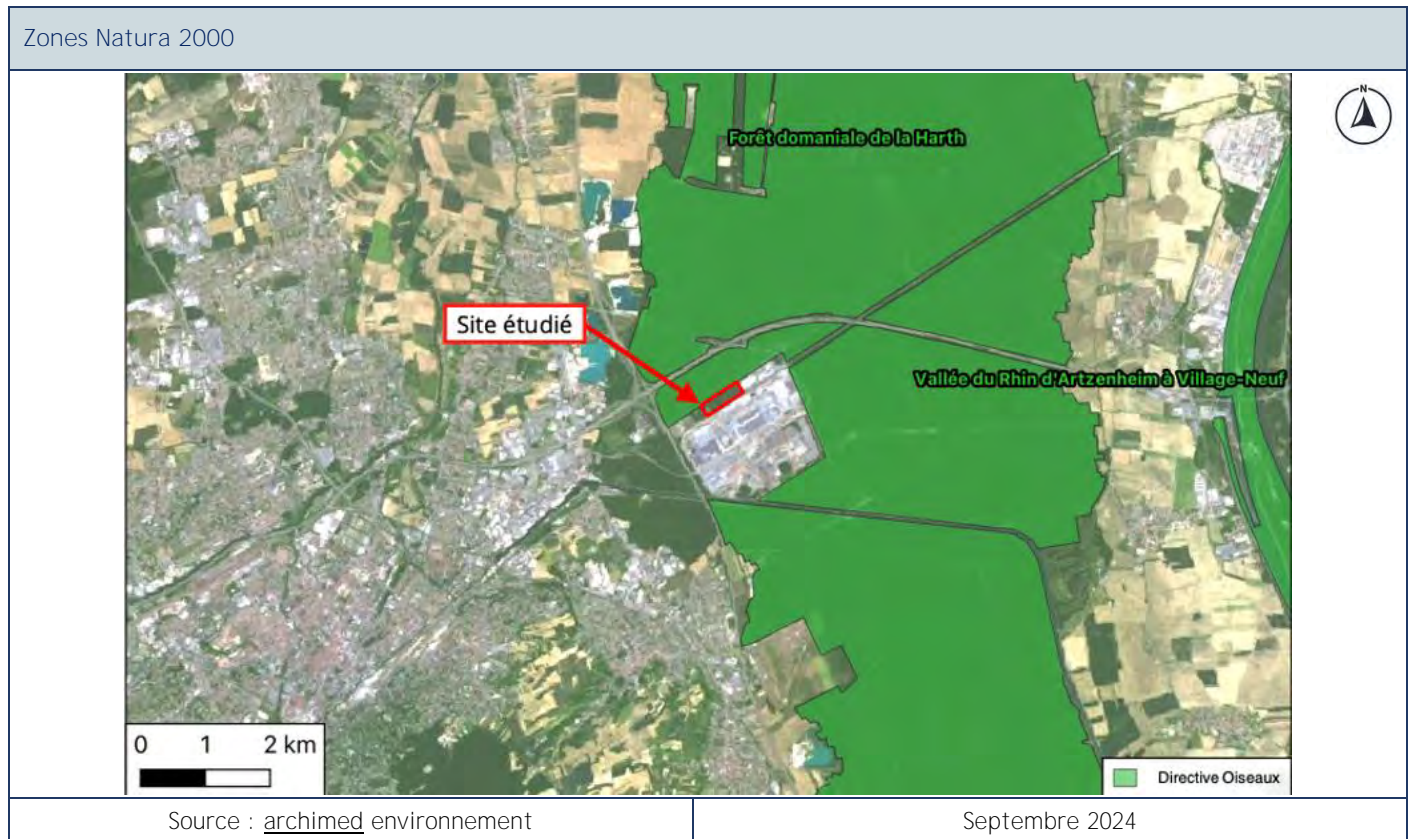 Zones Natura 2000
N
Forêt domaniale de la Harth
Site étudié
Vallée du Rhin d'Artzenheim à Village-Neuf
0 1 2 km
Directive Oiseaux
Source : archimed environnement
Septembre 2024